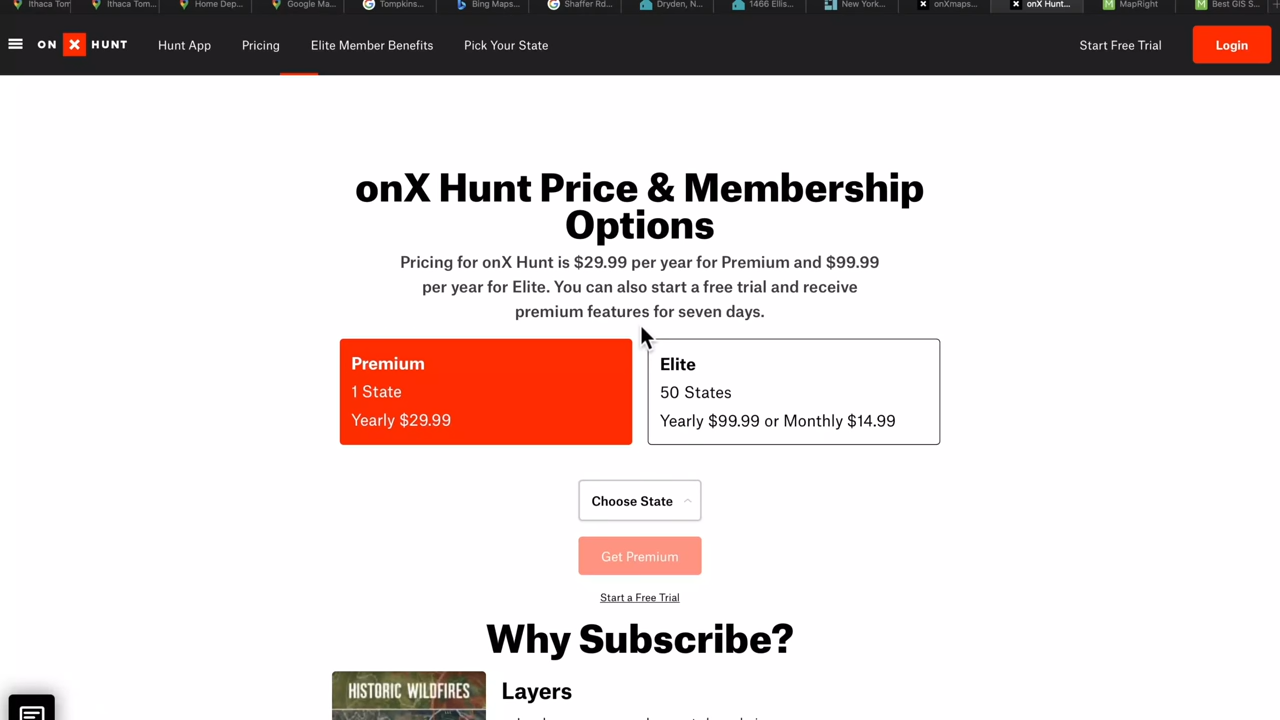 Ithaca Tor
Ithaca Tom...
Home Dep...
Google Ma...
Tompkins...
Bing Maps...
Shaffer Rd...
Dryden, N...
1466 Ellis...
New York...
onXmaps...
onX Hunt...
MapRight
Best GIS S...
ON X HUNT
Hunt App
Pricing
Elite Member Benefits
Pick Your State
Start Free Trial
Login
onX Hunt Price & Membership
Options
Pricing for onX Hunt is $29.99 per year for Premium and $99.99
per year for Elite. You can also start a free trial and receive
premium features for seven days.
Premium
1 State
Yearly $29.99
Elite
50 States
Yearly $99.99 or Monthly $14.99
Choose State
Get Premium
Start a Free Trial
Why Subscribe?
HISTORIC WILDFIRES
Layers